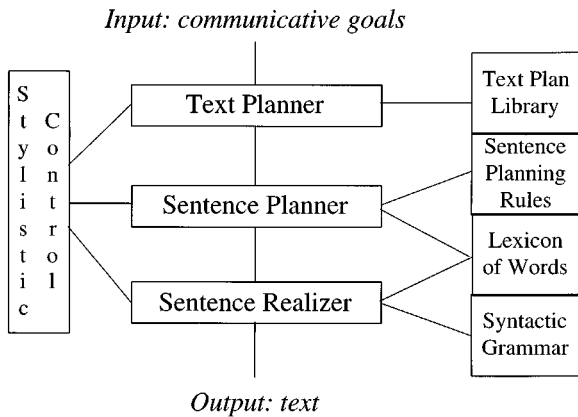 Input: communicative goals
Stylistic
Control
Text Planner
Text Plan
Library
Sentence Planner
Sentence
Planning
Rules
Lexicon
of Words
Sentence Realizer
Syntactic
Grammar
Output: text